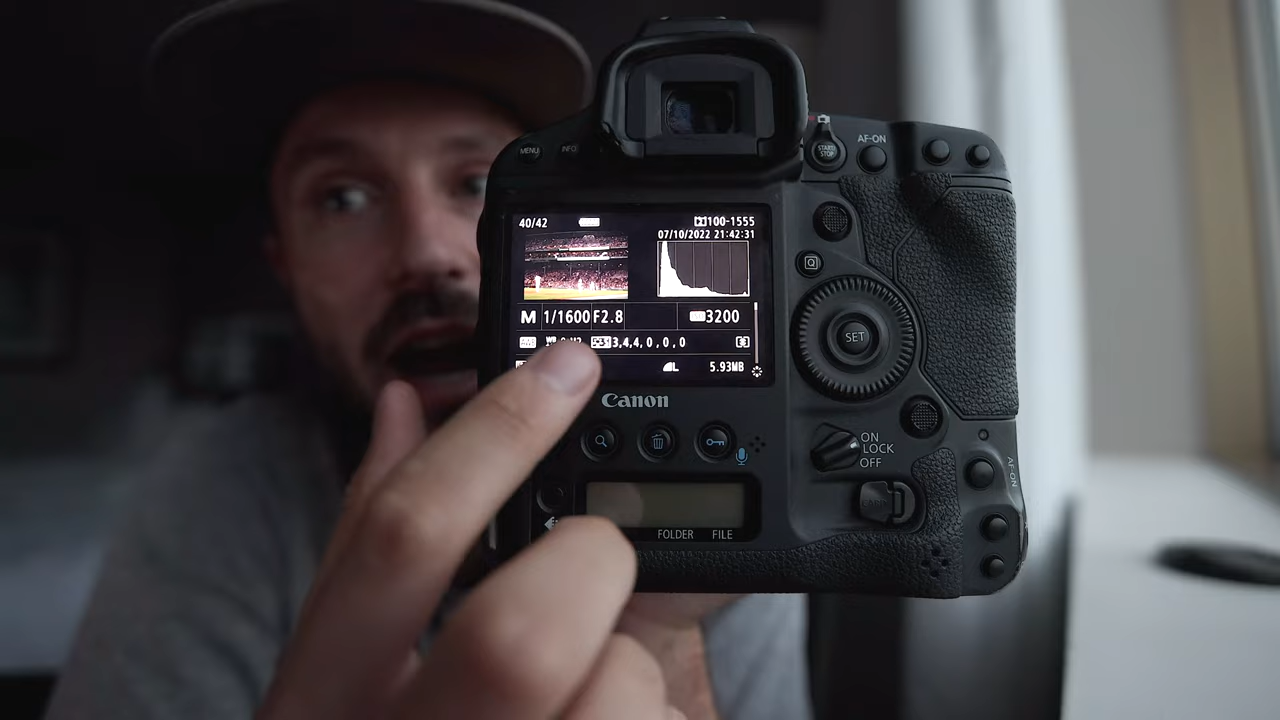 MENU INFO
START/STOP
AF-ON
40/42
100-1555
07/10/2022 21:42:31
Q
M 1/1600 F2.8 ISO 3200
3,4,4,0,0,0
L 5.93MB
SET
Canon
ON
LOCK
OFF
AF-ON
FOLDER FILE